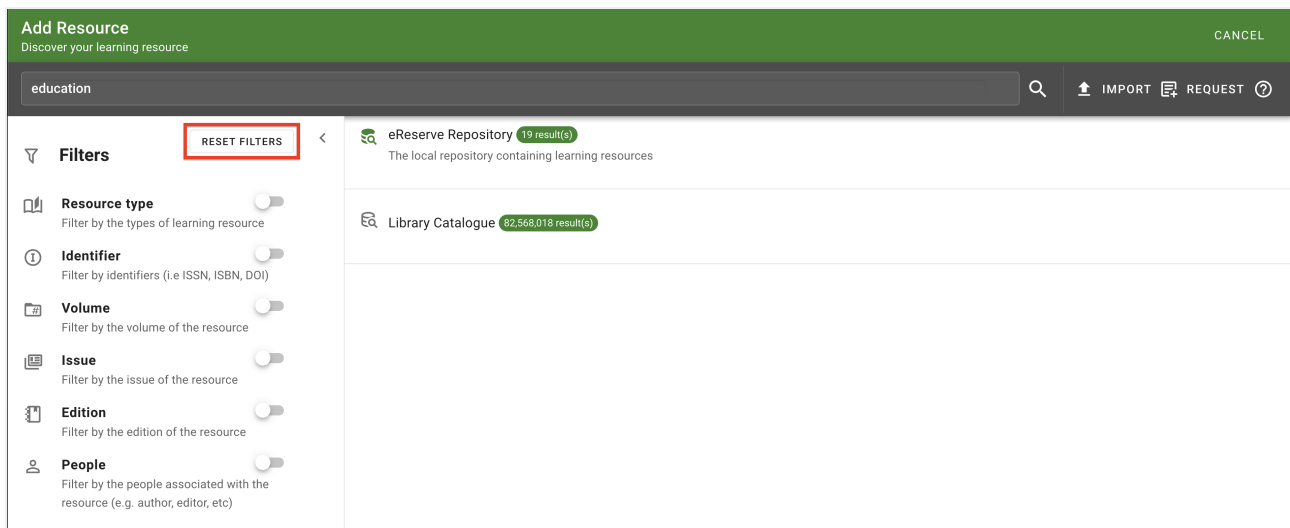 Add Resource
Discover your learning resource
CANCEL
education
IMPORT
REQUEST
RESET FILTERS
Filters
Resource type
Filter by the types of learning resource
Identifier
Filter by identifiers (i.e ISSN, ISBN, DOI)
Volume
Filter by the volume of the resource
Issue
Filter by the issue of the resource
Edition
Filter by the edition of the resource
People
Filter by the people associated with the
resource (e.g. author, editor, etc)
eReserve Repository 19 result(s)
The local repository containing learning resources
Library Catalogue 82,568,018 result(s)